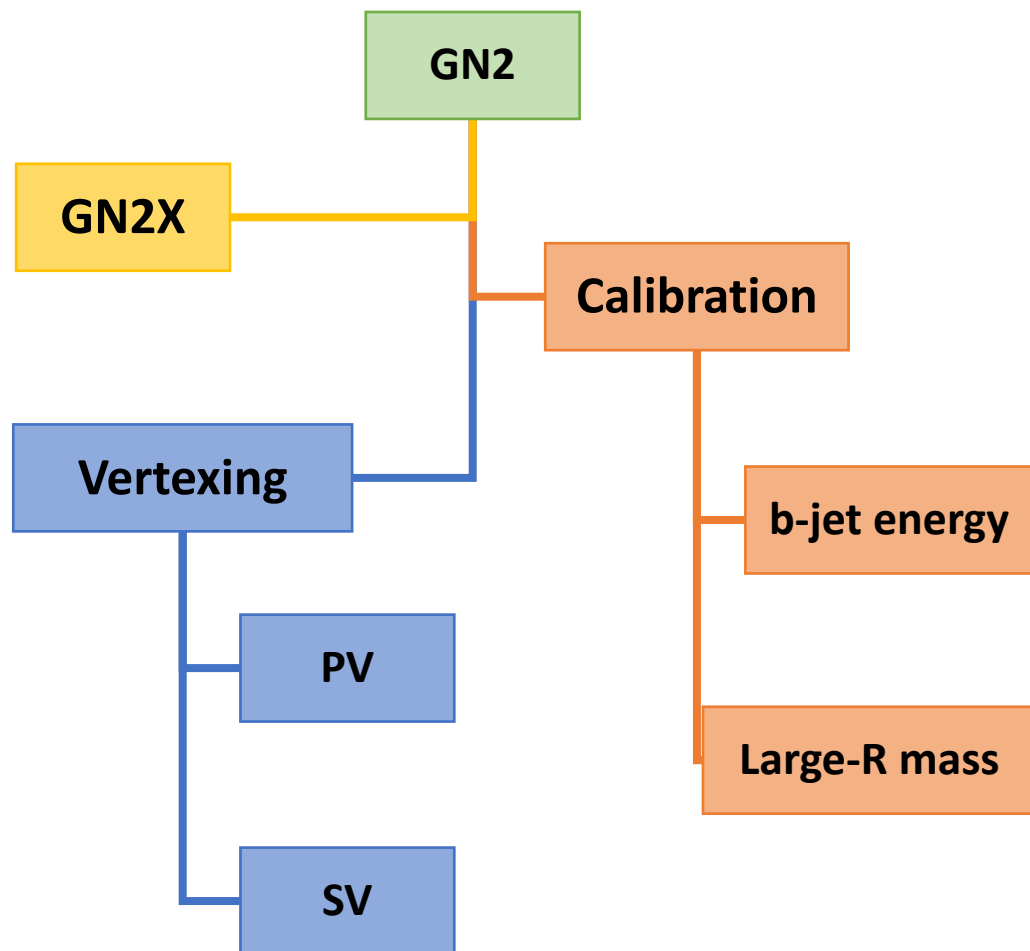 GN2
GN2X
Calibration
Vertexing
b-jet energy
PV
Large-R mass
SV